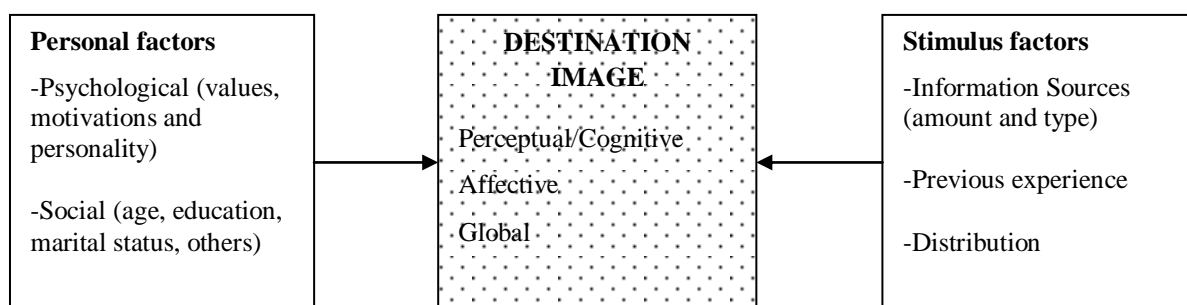 Personal factors
-Psychological (values,
motivations and
personality)
-Social (age, education,
marital status, others)
DESTINATION
IMAGE
Perceptual/Cognitive
Affective
Global
Stimulus factors
-Information Sources
(amount and type)
-Previous experience
-Distribution